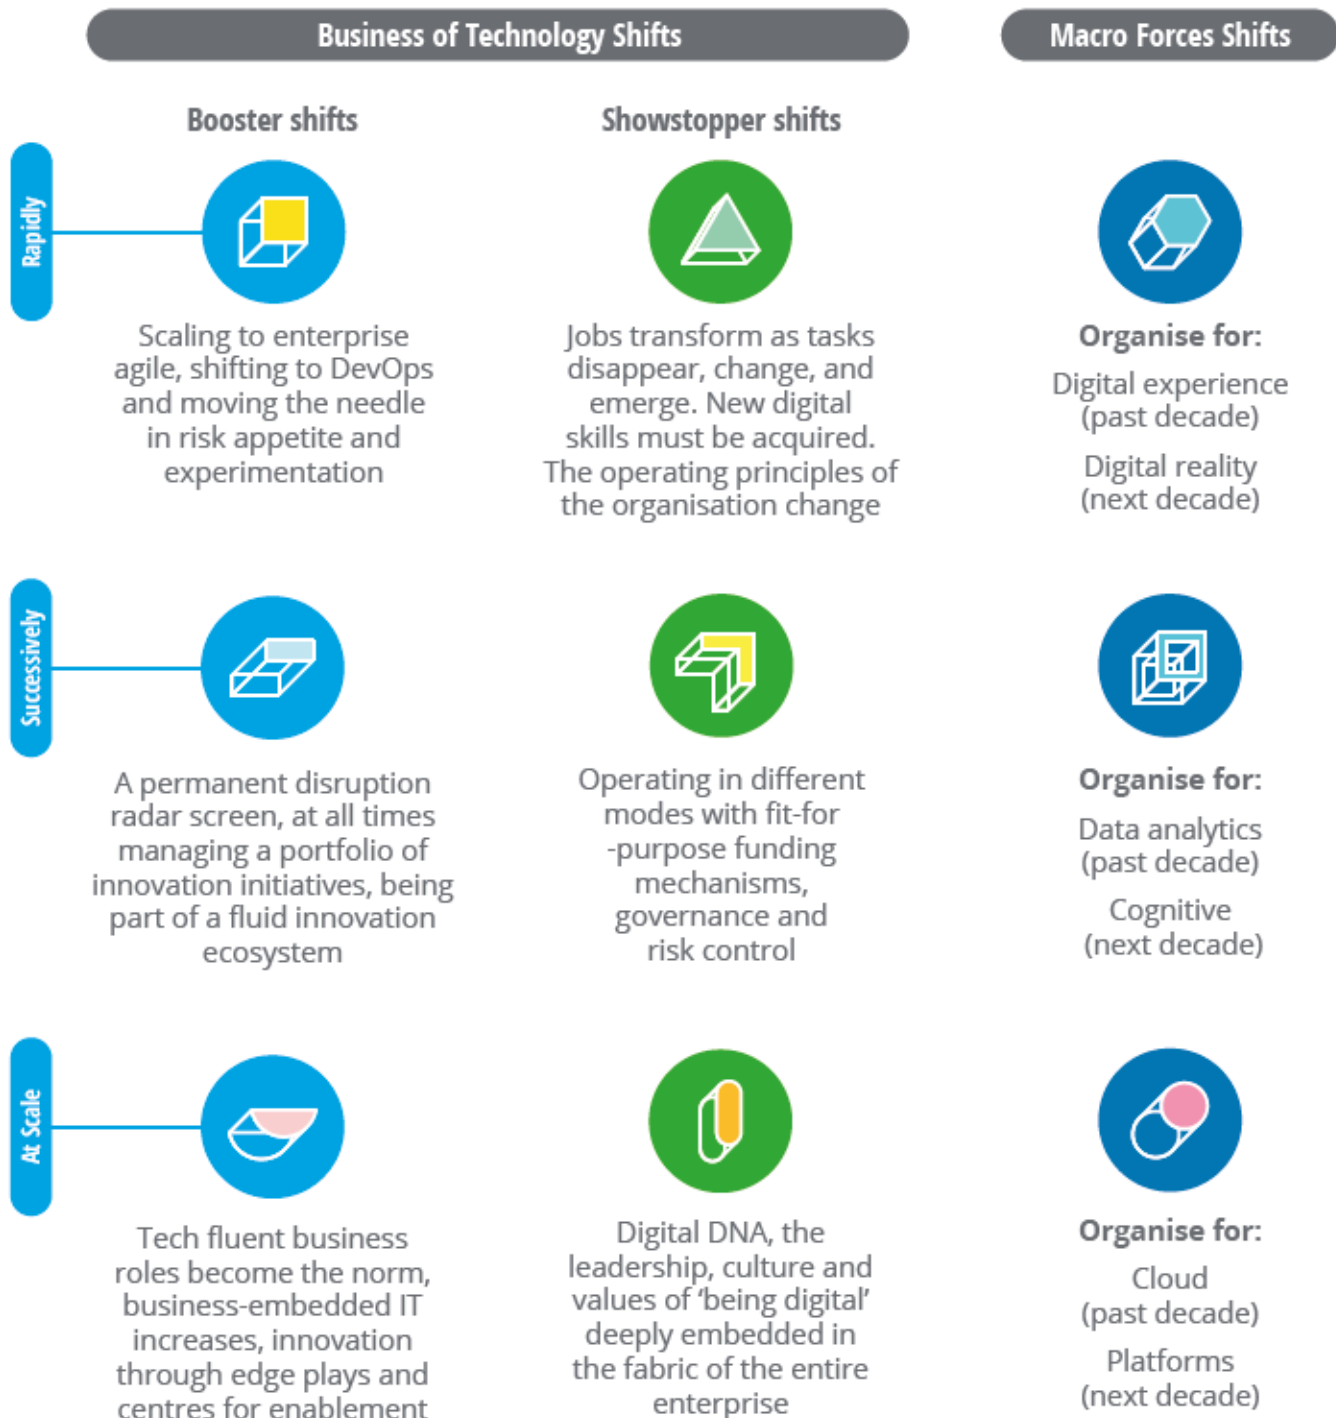 Business of Technology Shifts
Macro Forces Shifts
Booster shifts
Showstopper shifts
Rapidly
Scaling to enterprise
agile, shifting to DevOps
and moving the needle
in risk appetite and
experimentation
Jobs transform as tasks
disappear, change, and
emerge. New digital
skills must be acquired.
The operating principles of
the organisation change
Organise for:
Digital experience
(past decade)
Digital reality
(next decade)
Successively
A permanent disruption
radar screen, at all times
managing a portfolio of
innovation initiatives, being
part of a fluid innovation
ecosystem
Operating in different
modes with fit-for
-purpose funding
mechanisms,
governance and
risk control
Organise for:
Data analytics
(past decade)
Cognitive
(next decade)
At Scale
Tech fluent business
roles become the norm,
business-embedded IT
increases, innovation
through edge plays and
centres for enablement
Digital DNA, the
leadership, culture and
values of ‘being digital’
deeply embedded in
the fabric of the entire
enterprise
Organise for:
Cloud
(past decade)
Platforms
(next decade)